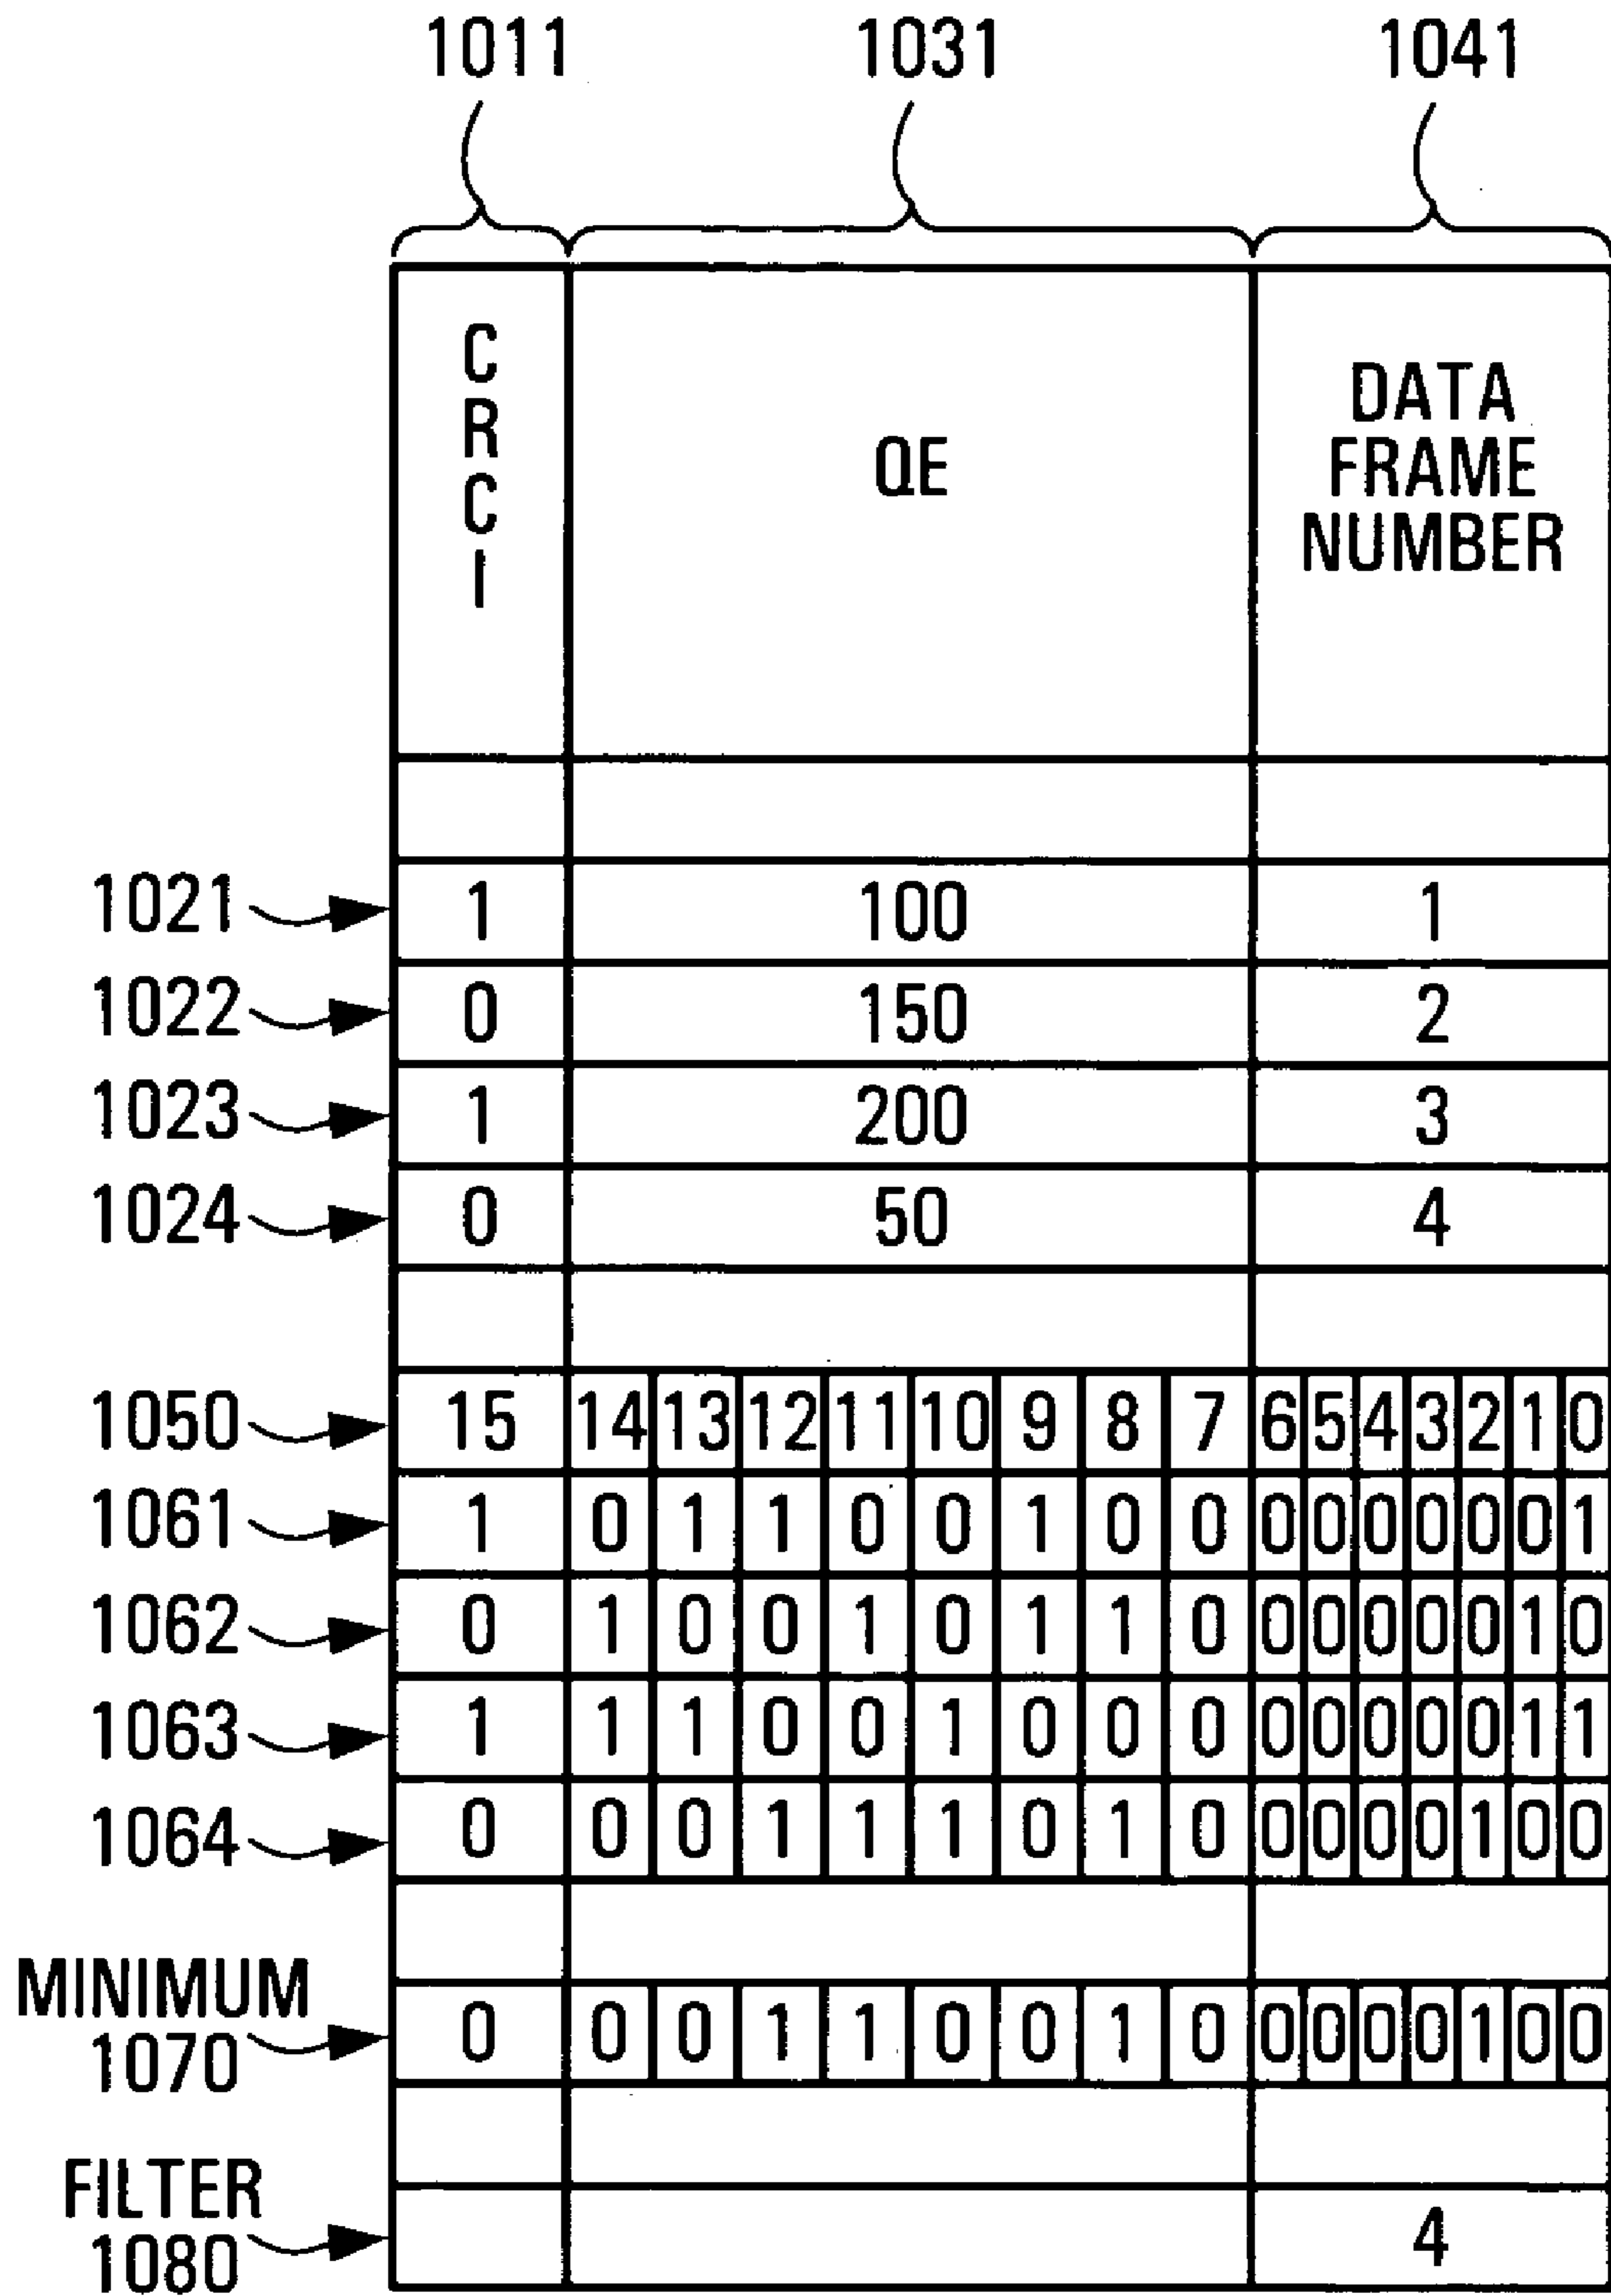 1011 1031 1041
C
R
C
I
QE
DATA
FRAME
NUMBER
1021 1 100 1
1022 0 150 2
1023 1 200 3
1024 0 50 4
1050 15 14 13 12 11 10 9 8 7 6 5 4 3 2 1 0
1061 1 0 1 1 0 0 1 0 0 0 0 0 0 0 0 1
1062 0 1 0 0 1 0 1 1 0 0 0 0 0 0 1 0
1063 1 1 1 0 0 1 0 0 0 0 0 0 0 0 1 1
1064 0 0 0 1 1 1 0 1 0 0 0 0 0 1 0 0
MINIMUM
1070 0 0 0 1 1 0 0 1 0 0 0 0 0 1 0 0
FILTER
1080 4